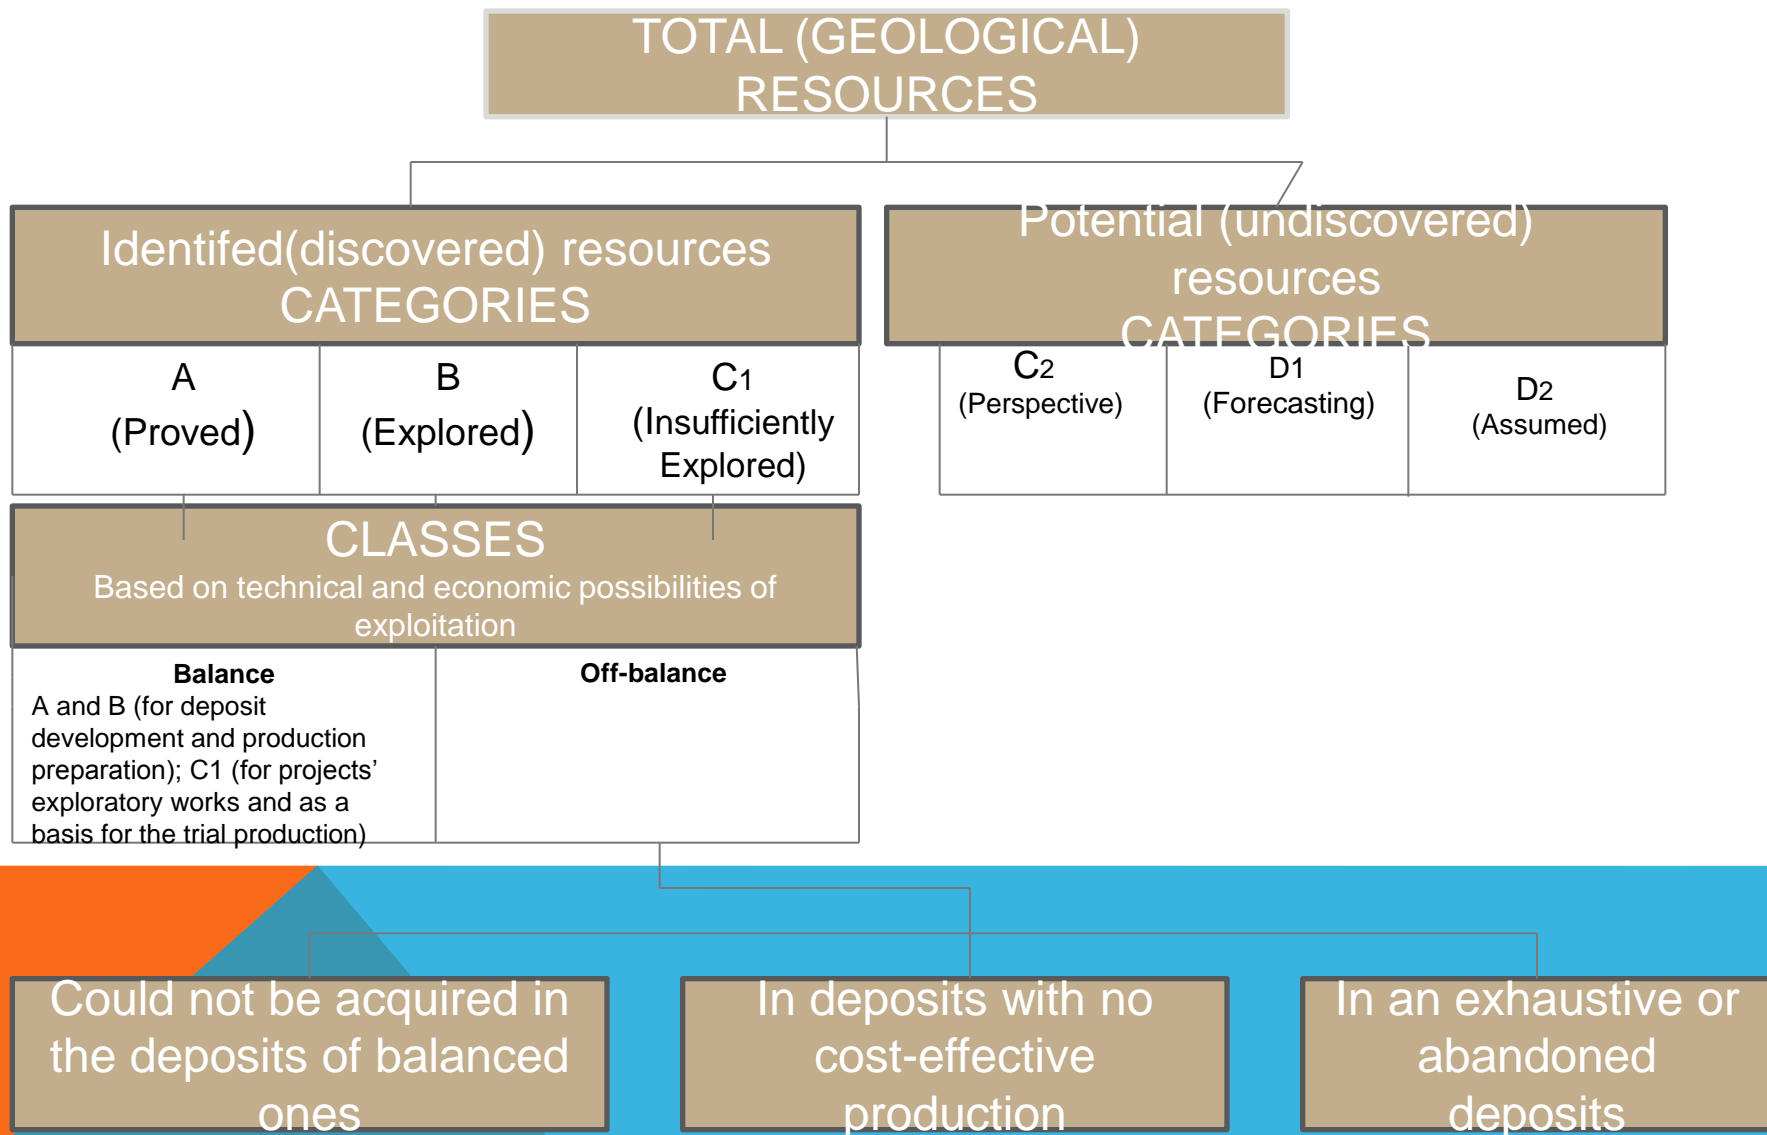 TOTAL (GEOLOGICAL)
RESOURCES
Identifed(discovered) resources
CATEGORIES
Potential (undiscovered)
resources
CATEGORIES
A
(Proved)
B
(Explored)
C1
(Insufficiently
Explored)
C2
(Perspective)
D1
(Forecasting)
D2
(Assumed)
CLASSES
Based on technical and economic possibilities of
exploitation
Balance
A and B (for deposit
development and production
preparation); C1 (for projects’
exploratory works and as a
basis for the trial production)
Off-balance
Could not be acquired in
the deposits of balanced
ones
In deposits with no
cost-effective
production
In an exhaustive or
abandoned
deposits